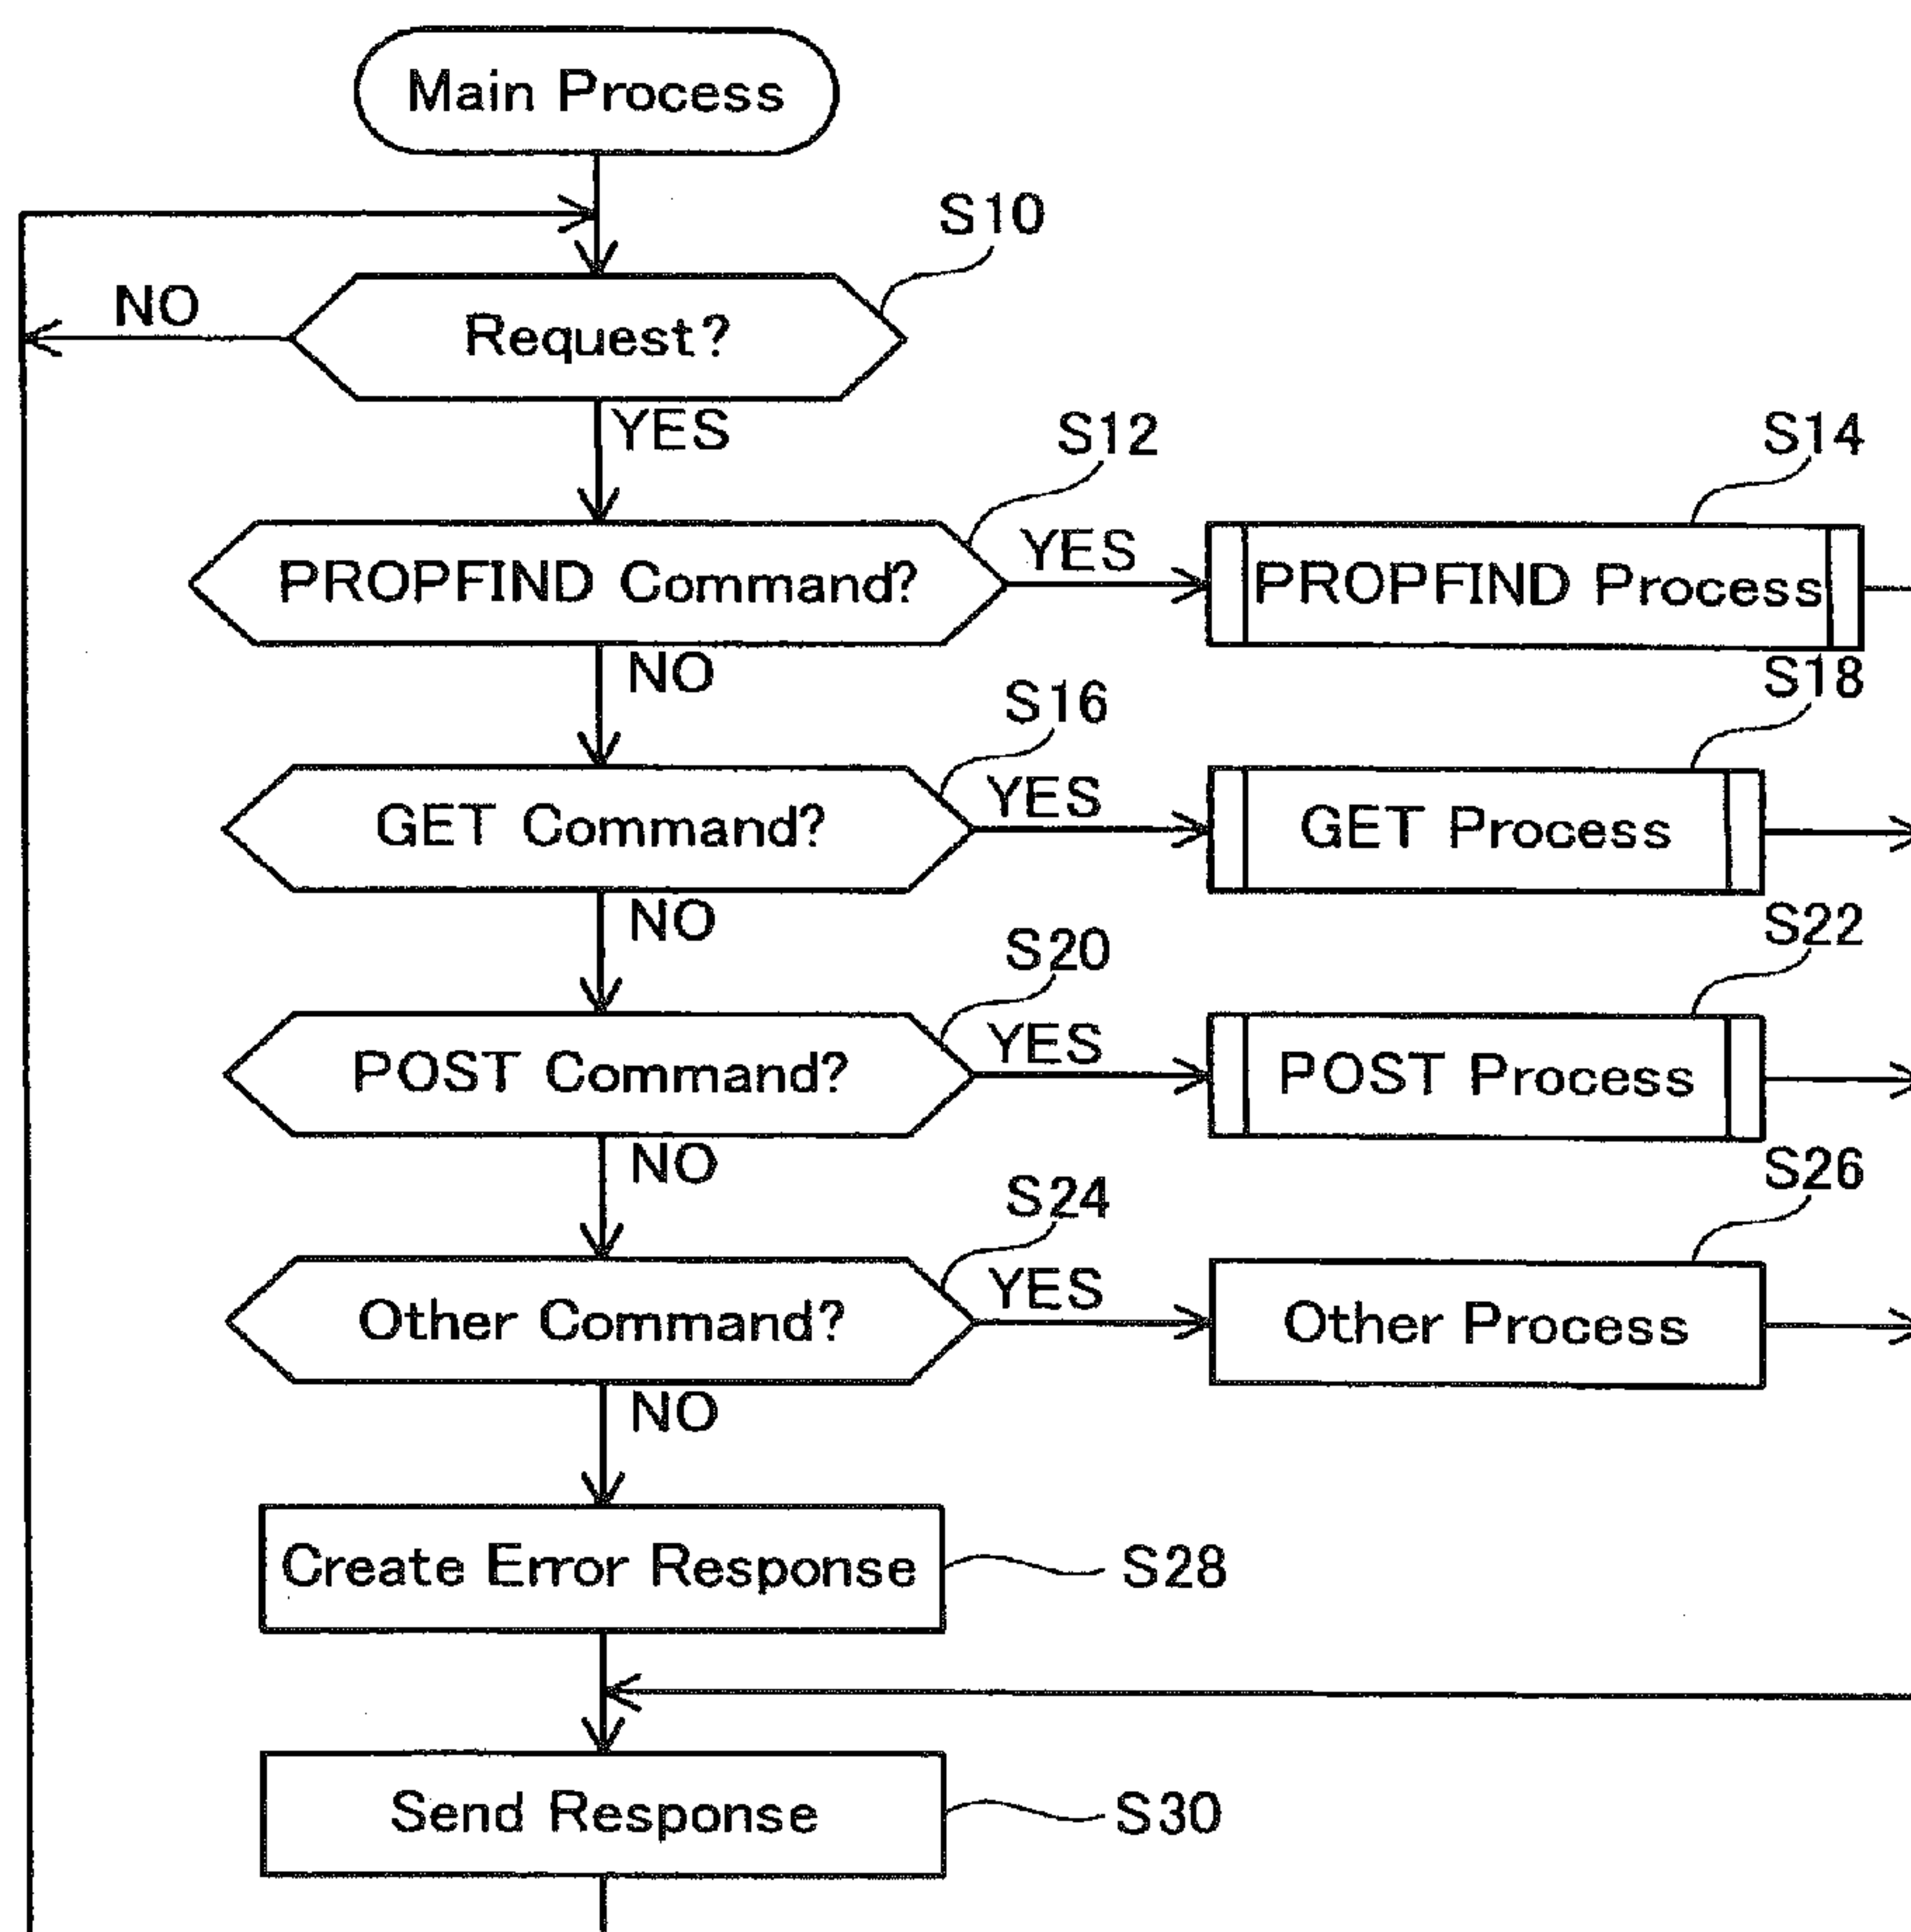 Main Process
S10
NO
Request?
YES
S12
S14
PROPFIND Command?
YES
PROPFIND Process
NO
S16
S18
GET Command?
YES
GET Process
NO
S20
S22
POST Command?
YES
POST Process
NO
S24
S26
Other Command?
YES
Other Process
NO
Create Error Response
S28
Send Response
S30